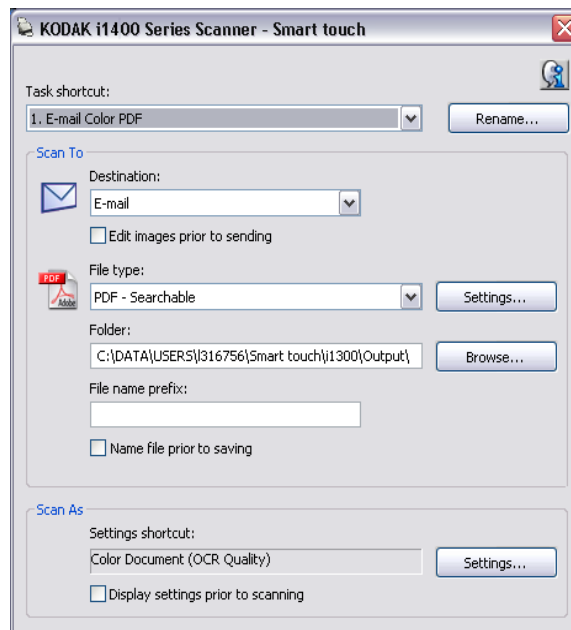 KODAK i1400 Series Scanner - Smart touch
Task shortcut:
1. E-mail Color PDF
Rename...
Scan To
Destination:
E-mail
Edit images prior to sending
PDF
Adobe
File type:
PDF - Searchable
Settings...
Folder:
C:\DATA\USERS\l316756\Smart touch\i1300\Output\
Browse...
File name prefix:
Name file prior to saving
Scan As
Settings shortcut:
Color Document (OCR Quality)
Settings...
Display settings prior to scanning